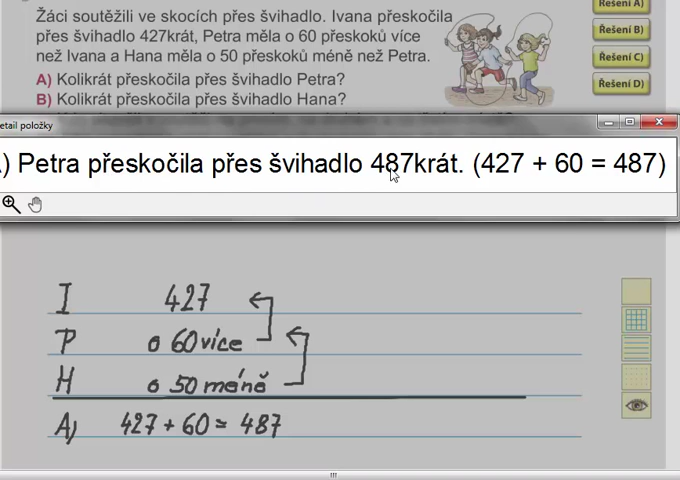 Žáci soutěžili ve skocích přes švihadlo. Ivana přeskočila
přes švihadlo 427krát, Petra měla o 60 přeskoků více
než Ivana a Hana měla o 50 přeskoků méně než Petra.
A) Kolikrát přeskočila přes švihadlo Petra?
B) Kolikrát přeskočila přes švihadlo Hana?
Řešení A)
Řešení B)
Řešení C)
Řešení D)
etail položky
) Petra přeskočila přes švihadlo 487krát. (427 + 60 = 487)
I 427
P o 60 více
H o 50 méně
A) 427 + 60 = 487